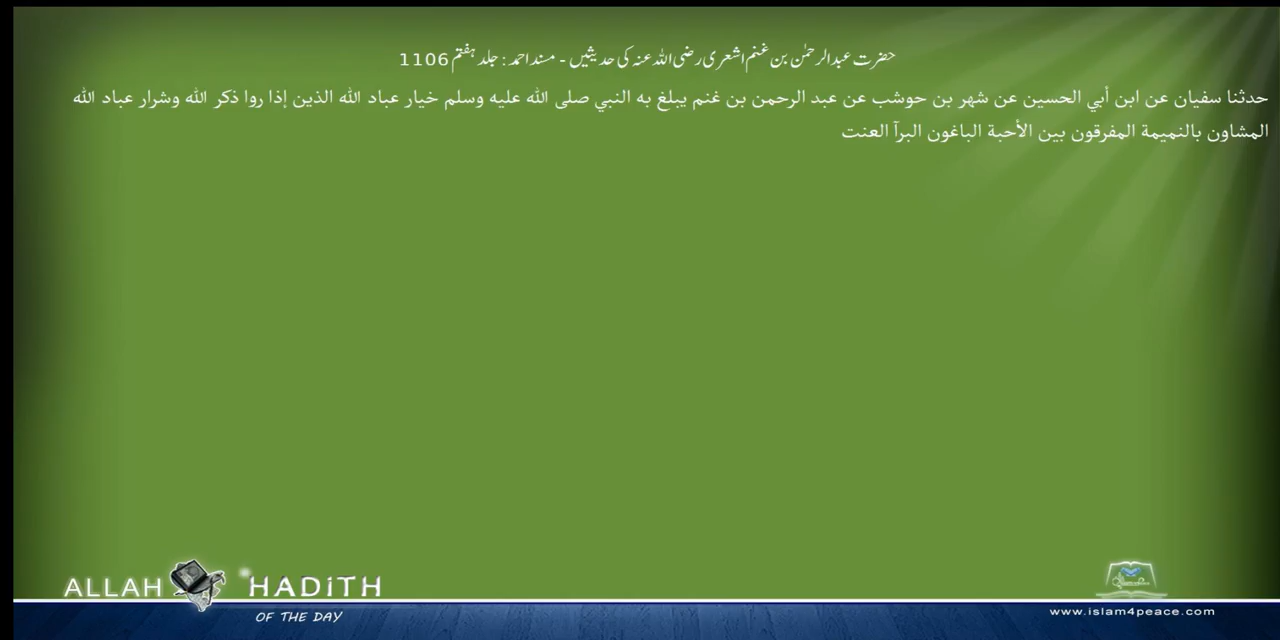 حضرت عبدالرحمٰن بن غنم اشعری رضی اللہ عنہ کی حدیثیں - مسند احمد : جلد ہفتم 1106
حدثنا سفيان عن ابن أبي الحسين عن شهر بن حوشب عن عبد الرحمن بن غنم يبلغ به النبي صلى الله عليه وسلم خيار عباد الله الذين إذا روا ذكر الله وشرار عباد الله
المشاون بالنميمة المفرقون بين الأحبة الباغون البرآ العنت
ALLAH HADITH
OF THE DAY
www.islam4peace.com